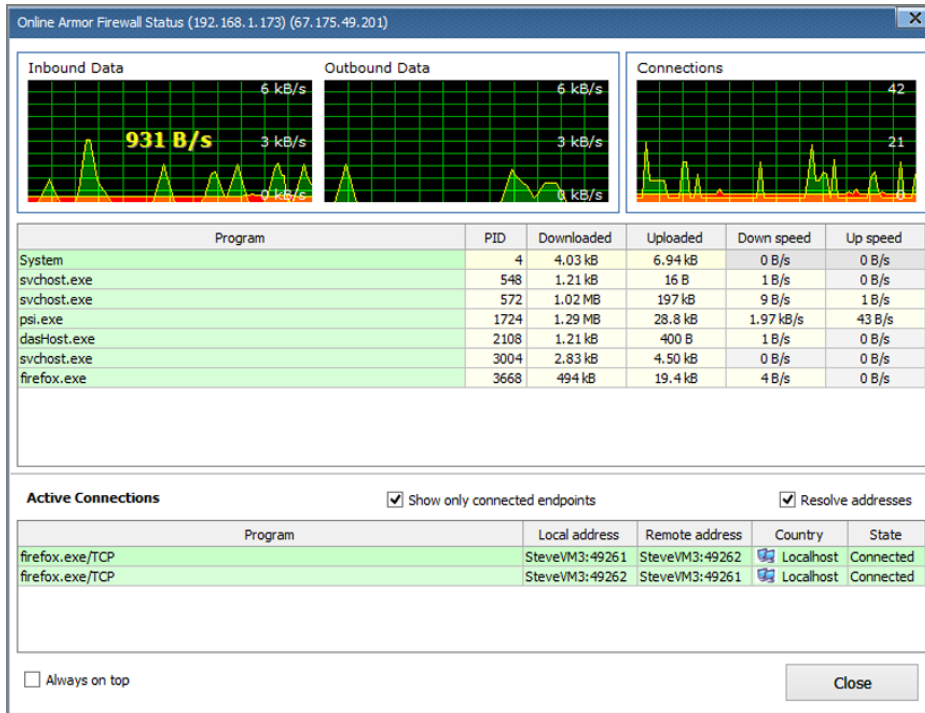 Online Armor Firewall Status (192.168.1.173) (67.175.49.201)
Inbound Data Outbound Data Connections
6 kB/s 6 kB/s 42
931 B/s 3 kB/s 3 kB/s 21
0 kB/s 0 kB/s 0
Program PID Downloaded Uploaded Down speed Up speed
System 4 4.03 kB 6.94 kB 0 B/s 0 B/s
svchost.exe 548 1.21 kB 16 B 1 B/s 0 B/s
svchost.exe 572 1.02 MB 197 kB 9 B/s 1 B/s
psi.exe 1724 1.29 MB 28.8 kB 1.97 kB/s 43 B/s
dasHost.exe 2108 1.21 kB 400 B 1 B/s 0 B/s
svchost.exe 3004 2.83 kB 4.50 kB 0 B/s 0 B/s
firefox.exe 3668 494 kB 19.4 kB 4 B/s 0 B/s
Active Connections Show only connected endpoints Resolve addresses
Program Local address Remote address Country State
firefox.exe/TCP SteveVM3:49261 SteveVM3:49262 Localhost Connected
firefox.exe/TCP SteveVM3:49262 SteveVM3:49261 Localhost Connected
Always on top Close